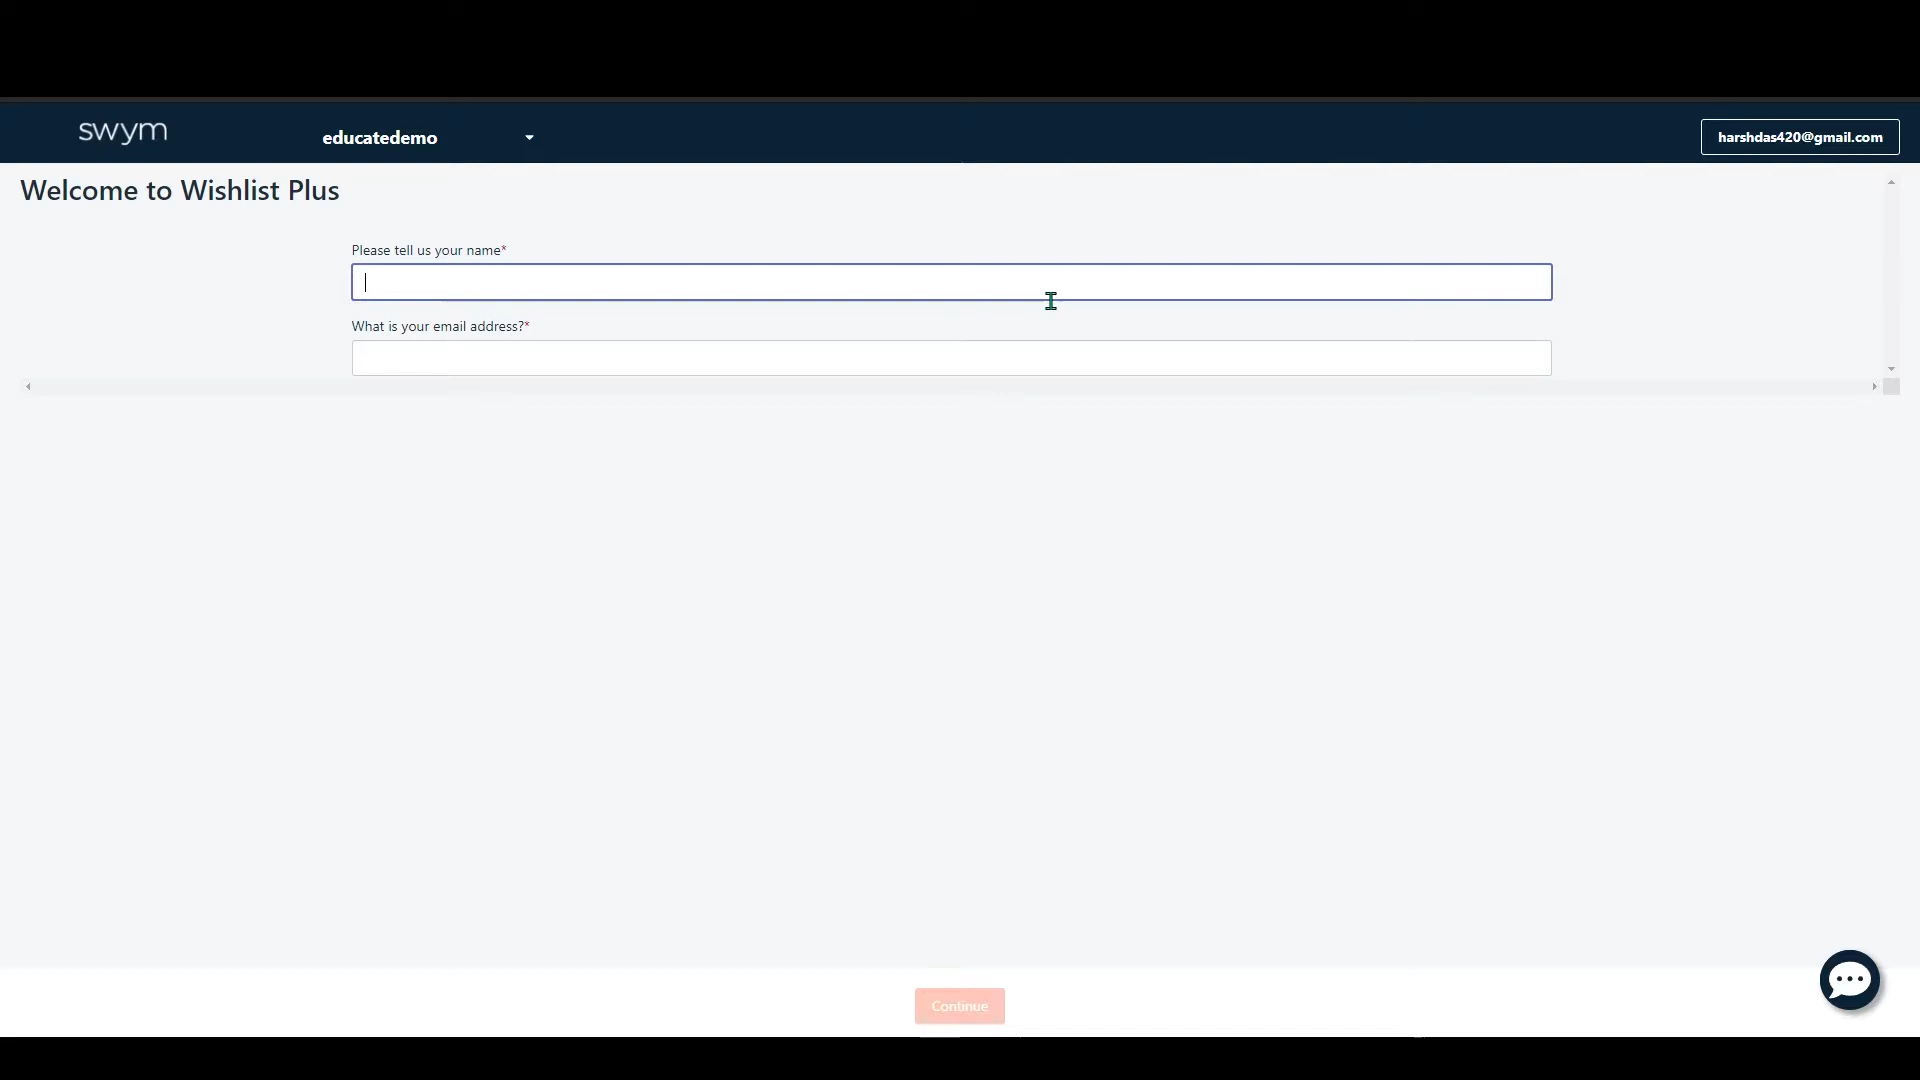 swym
educatedemo
harshdas420@gmail.com
Welcome to Wishlist Plus
Please tell us your name*
What is your email address?*
Continue